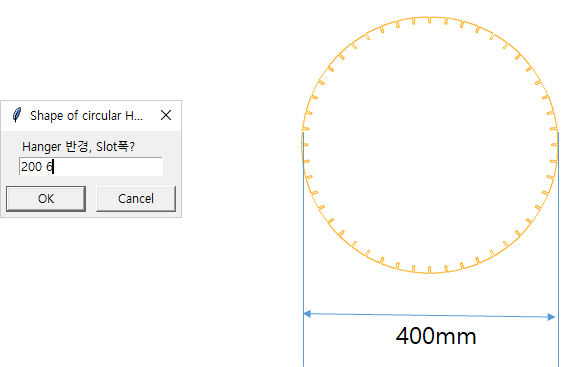 Shape of circular H...
Hanger 반경, Slot폭?
200 6
OK
Cancel
400mm